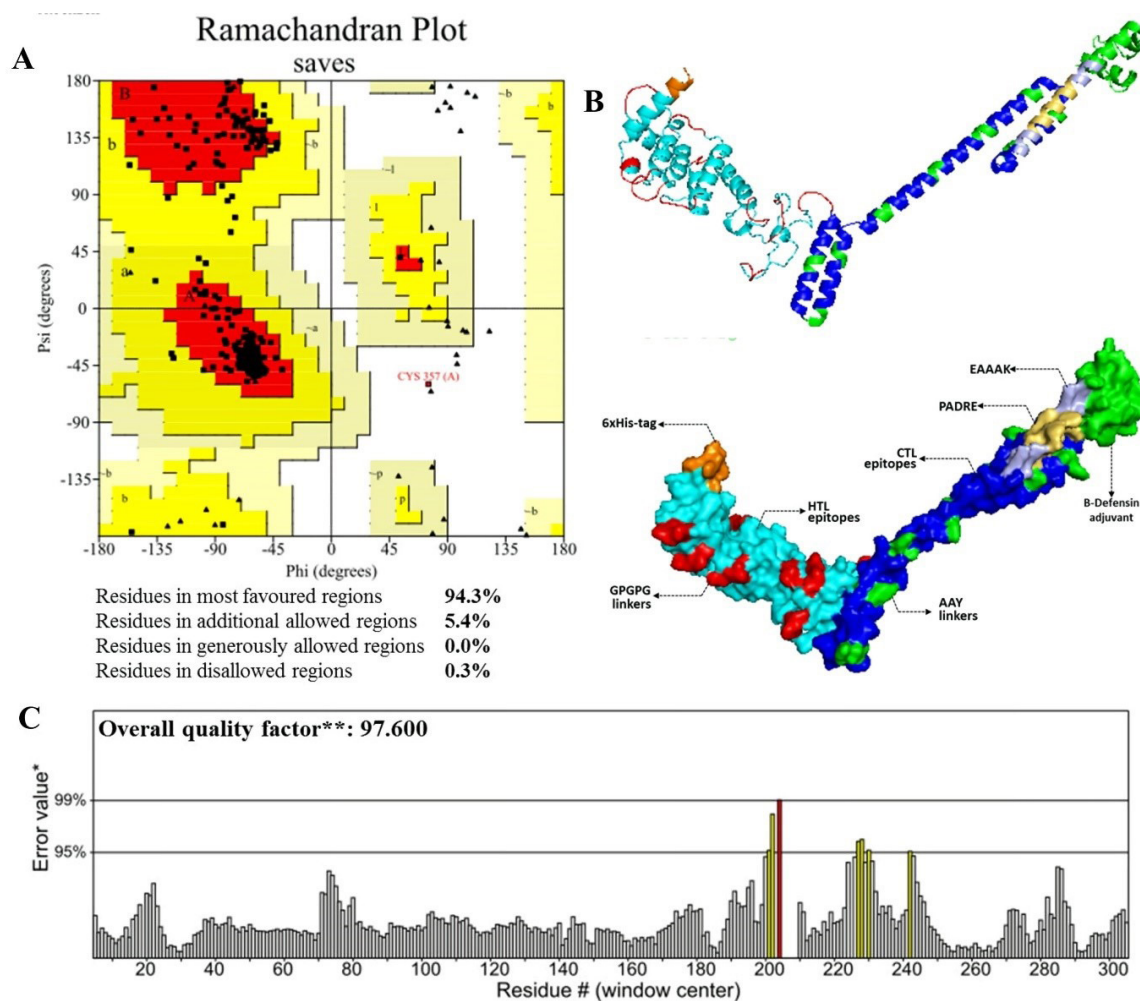 Ramachandran Plot
saves
A
B
180
135
90
45
0
-45
-90
-135
-180
-180 -135 -90 -45 0 45 90 135 180
Psi (degrees)
Phi (degrees)
B
b
~b
b
~b
b
~l
l
a
A
~a
CYS 357 (A)
~b
b
~p
p
~b
Residues in most favoured regions 94.3%
Residues in additional allowed regions 5.4%
Residues in generously allowed regions 0.0%
Residues in disallowed regions 0.3%
EAAAK
PADRE
6xHis-tag
CTL
epitopes
B-Defensin
adjuvant
HTL
epitopes
GPGPG
linkers
AAY
linkers
C
Overall quality factor**: 97.600
Error value*
99%
95%
20 40 60 80 100 120 140 160 180 200 220 240 260 280 300
Residue # (window center)